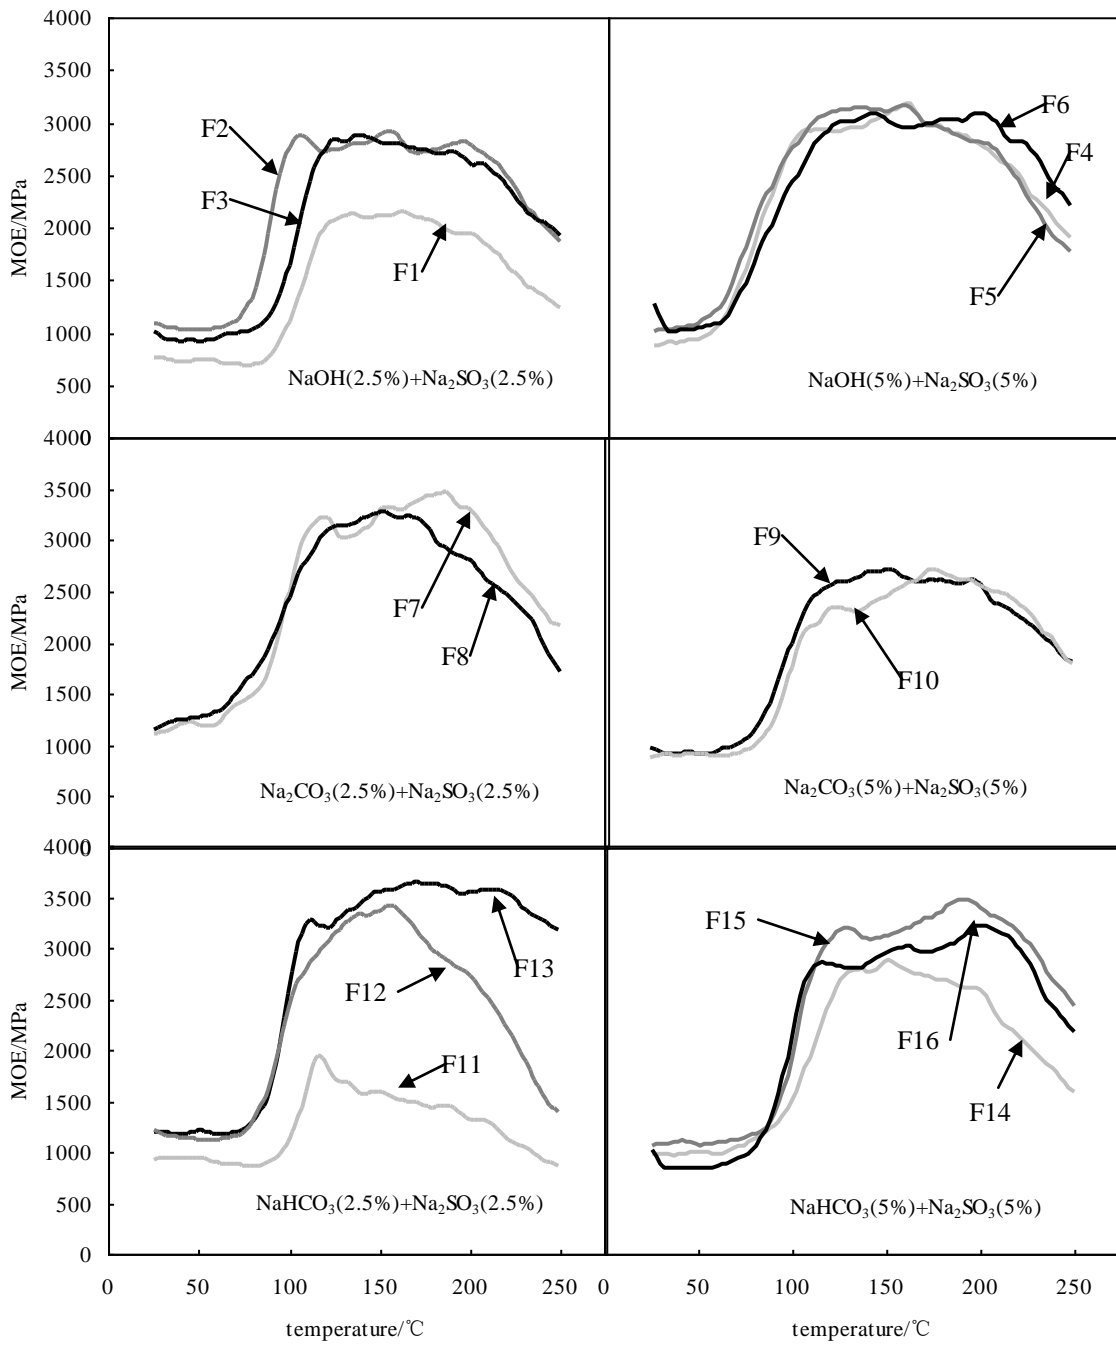 4000
3500
3000
2500
2000
1500
1000
500
0
MOE/MPa
F2
F3
F1
NaOH(2.5%)+Na₂SO₃(2.5%)
F6
F4
F5
NaOH(5%)+Na₂SO₃(5%)
4000
3500
3000
2500
2000
1500
1000
500
0
MOE/MPa
F7
F8
Na₂CO₃(2.5%)+Na₂SO₃(2.5%)
F9
F10
Na₂CO₃(5%)+Na₂SO₃(5%)
4000
3500
3000
2500
2000
1500
1000
500
0
MOE/MPa
F13
F12
F11
NaHCO₃(2.5%)+Na₂SO₃(2.5%)
F15
F16
F14
NaHCO₃(5%)+Na₂SO₃(5%)
0 50 100 150 200 250 0 50 100 150 200 250
temperature/℃ temperature/℃